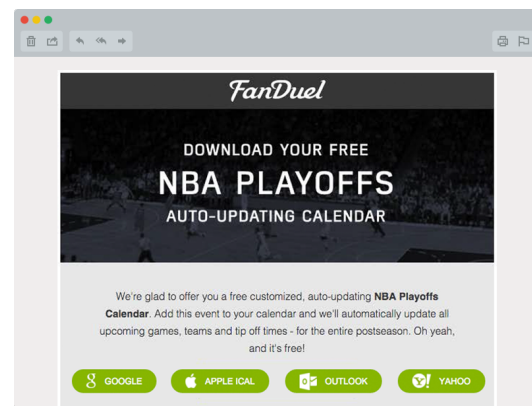 FanDuel
DOWNLOAD YOUR FREE
NBA PLAYOFFS
AUTO-UPDATING CALENDAR
We're glad to offer you a free customized, auto-updating NBA Playoffs
Calendar. Add this event to your calendar and we'll automatically update all
upcoming games, teams and tip off times - for the entire postseason. Oh yeah,
and it's free!
8 GOOGLE APPLE ICAL o OUTLOOK Y! YAHOO